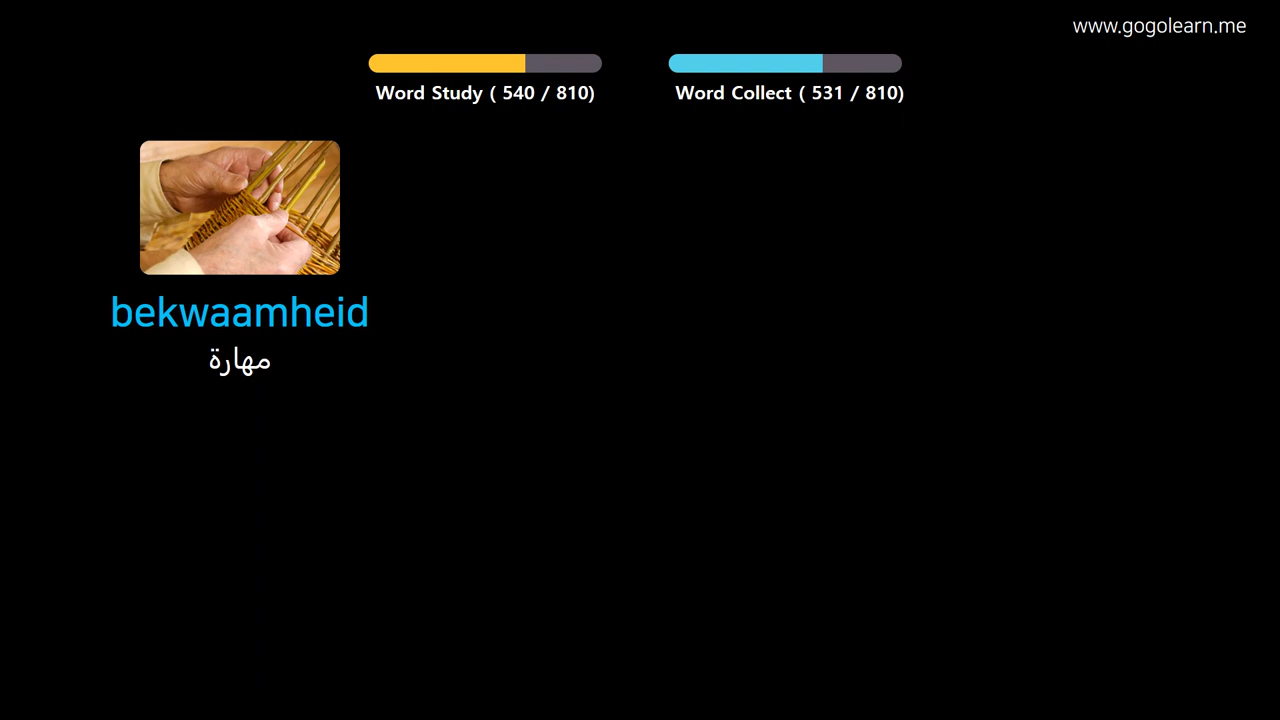 www.gogolearn.me
Word Study ( 540 / 810)
Word Collect ( 531 / 810)
bekwaamheid
مهارة